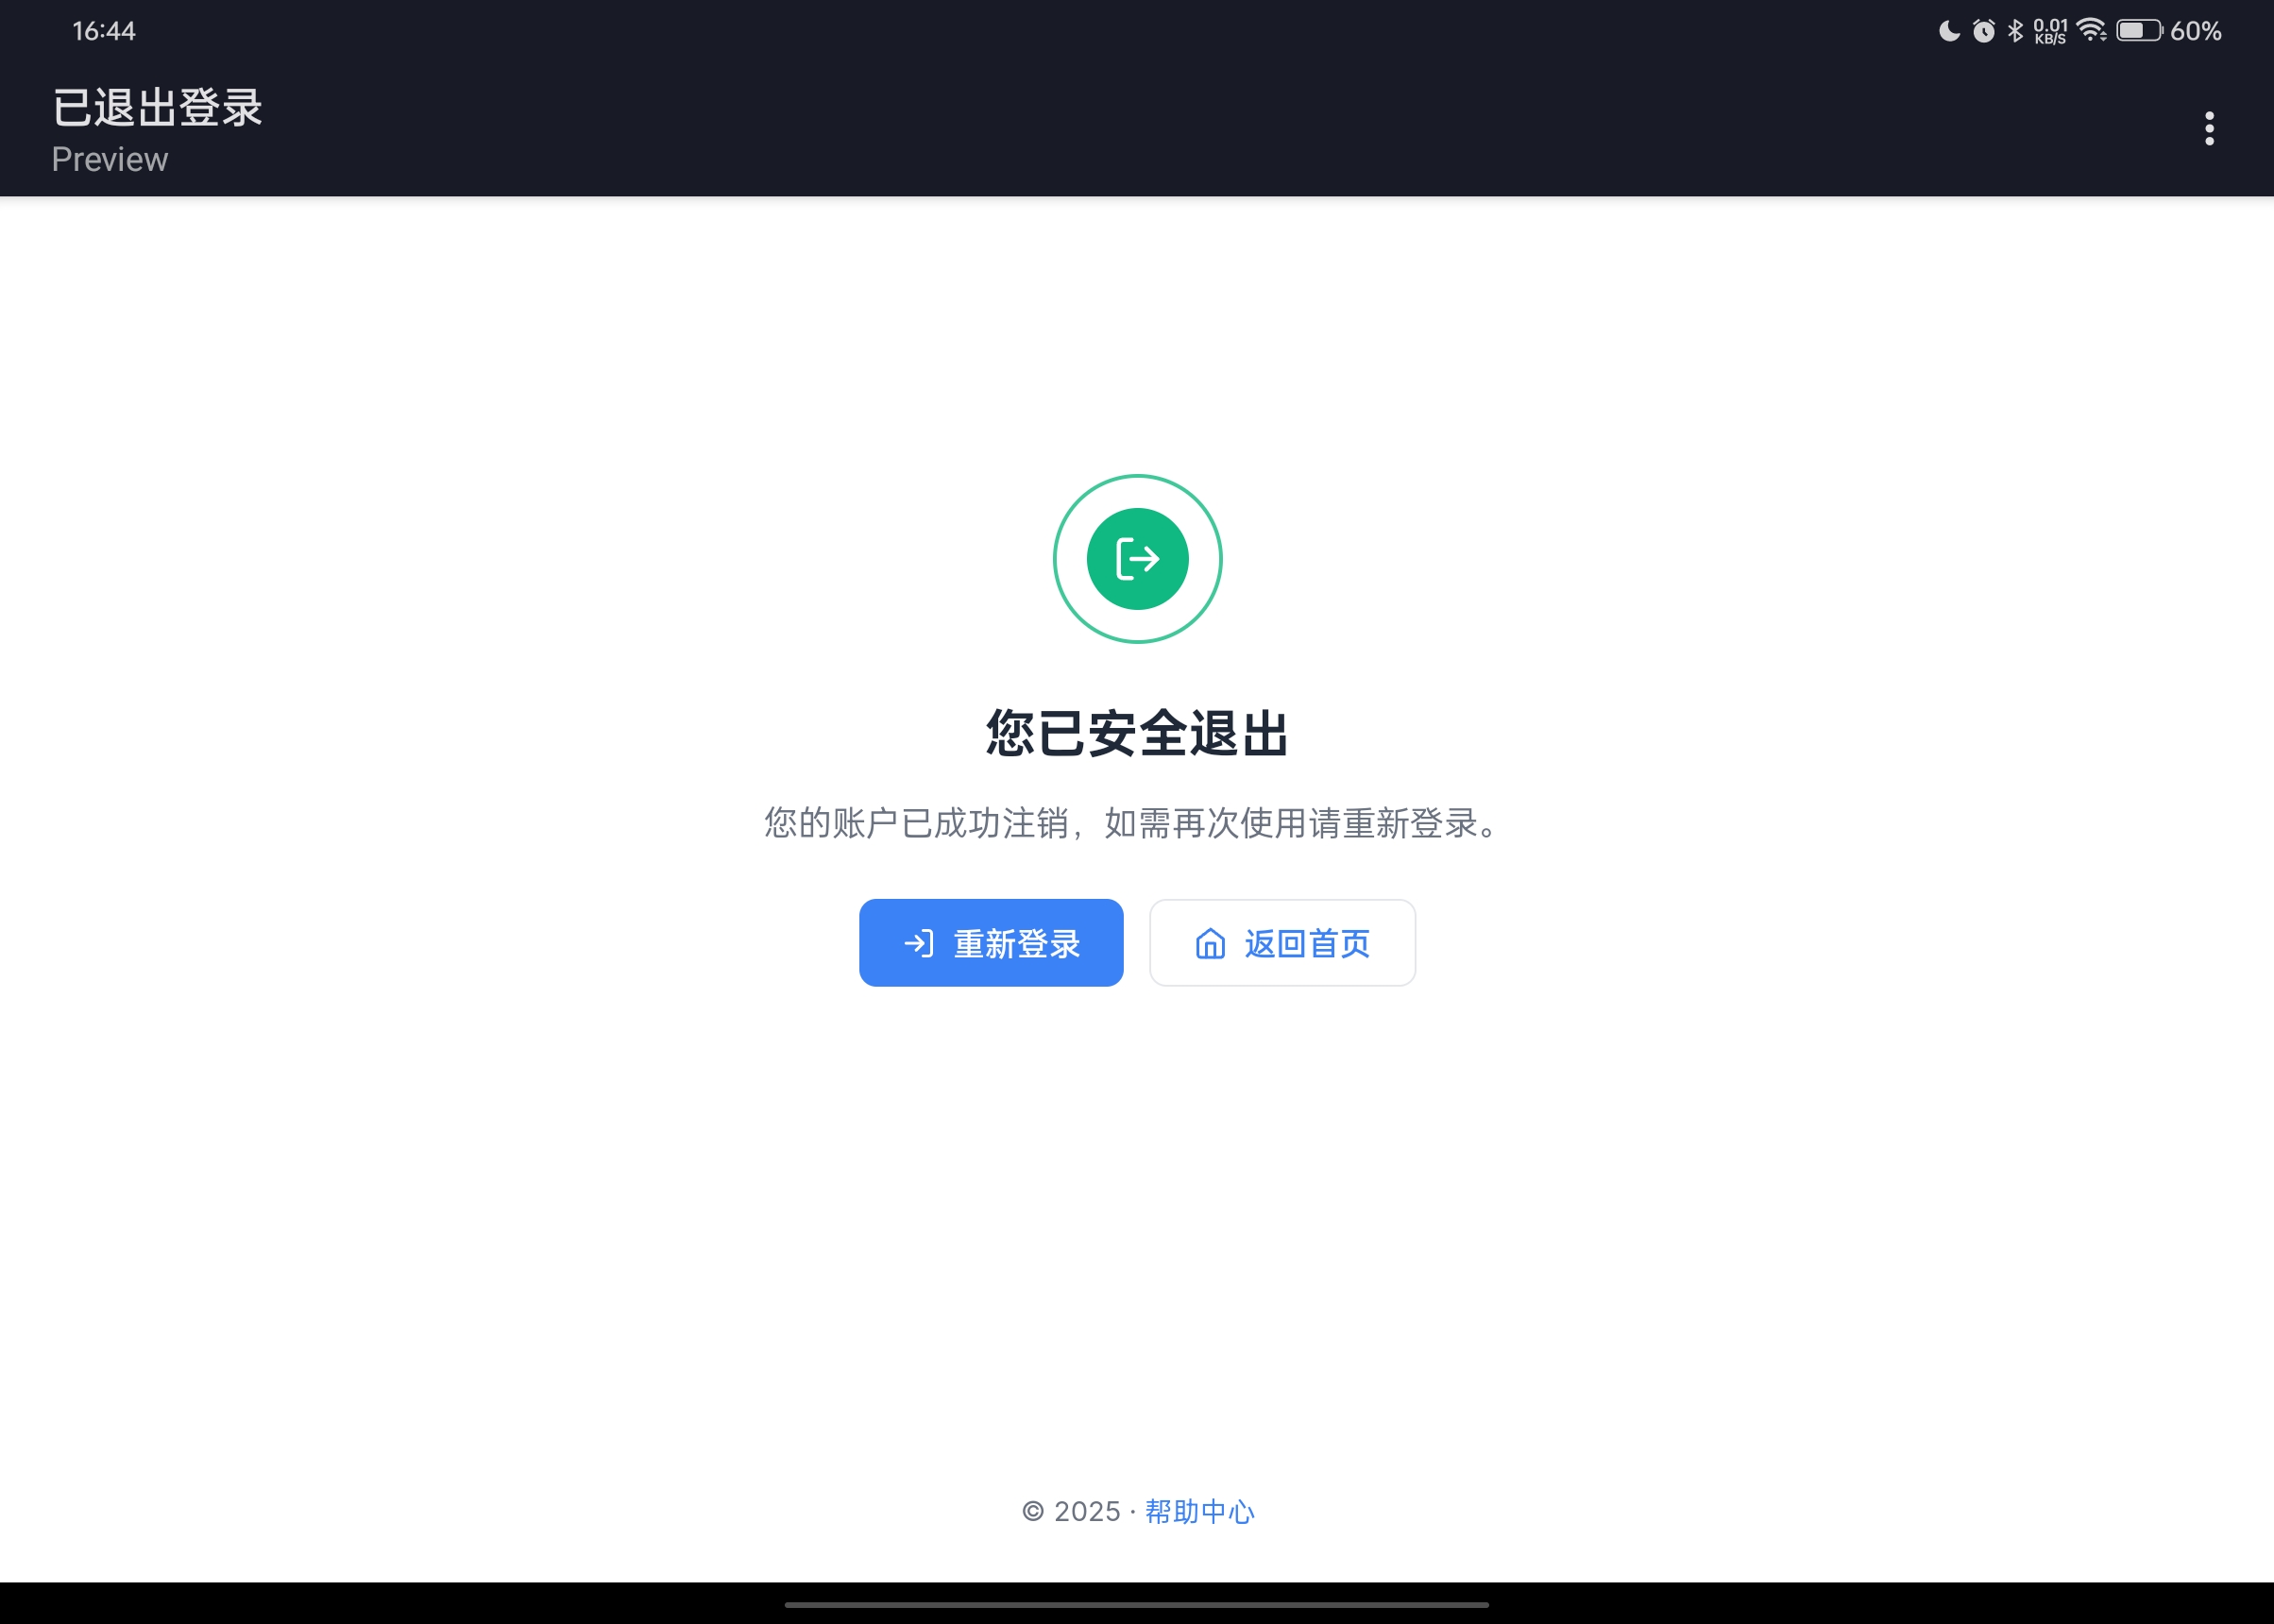 16:44
0.01
KB/S
60%
已退出登录
Preview
您已安全退出
您的账户已成功注销，如需再次使用请重新登录。
重新登录
返回首页
© 2025 · 帮助中心